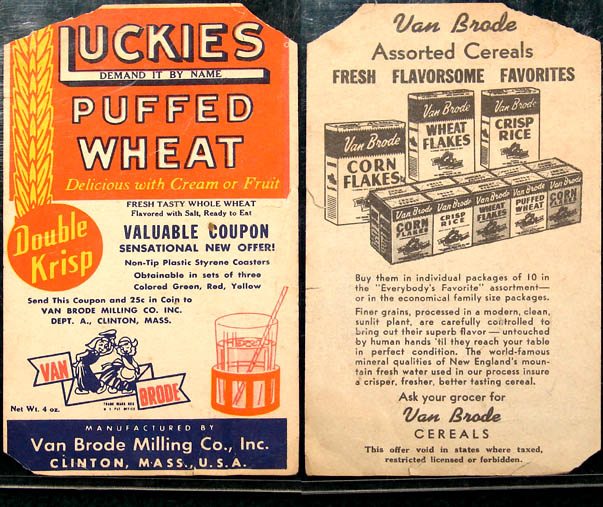 LUCKIES
DEMAND IT BY NAME
PUFFED
WHEAT
Delicious with Cream or Fruit
FRESH TASTY WHOLE WHEAT
Flavored with Salt, Ready to Eat
Double
Krisp
VALUABLE COUPON
SENSATIONAL NEW OFFER!
Non-Tip Plastic Styrene Coasters
Obtainable in sets of three
Colored Green, Red, Yellow
Send This Coupon and 25c in Coin to
VAN BRODE MILLING CO. INC.
DEPT. A., CLINTON, MASS.
VAN
BRODE
TRADE MARK REG
U S PAT. OFFICE
Net Wt. 4 oz.
MANUFACTURED BY
Van Brode Milling Co., Inc.
CLINTON, MASS., U.S.A.
Van Brode
Assorted Cereals
FRESH FLAVORSOME FAVORITES
Van Brode
CORN
FLAKES
Van Brode
WHEAT
FLAKES
Van Brode
CRISP
RICE
Van Brode
CORN
FLAKES
Van Brode
CRISP
RICE
Van Brode
WHEAT
FLAKES
Van Brode
PUFFED
WHEAT
Van Brode
CORN
Buy them in individual packages of 10 in
the "Everybody's Favorite" assortment—
or in the economical family size packages.
Finer grains, processed in a modern, clean,
sunlit plant, are carefully controlled to
bring out their superb flavor — untouched
by human hands 'til they reach your table
in perfect condition. The world-famous
mineral qualities of New England's moun-
tain fresh water used in our process insure
a crisper, fresher, better tasting cereal.
Ask your grocer for
Van Brode
CEREALS
This offer void in states where taxed,
restricted licensed or forbidden.